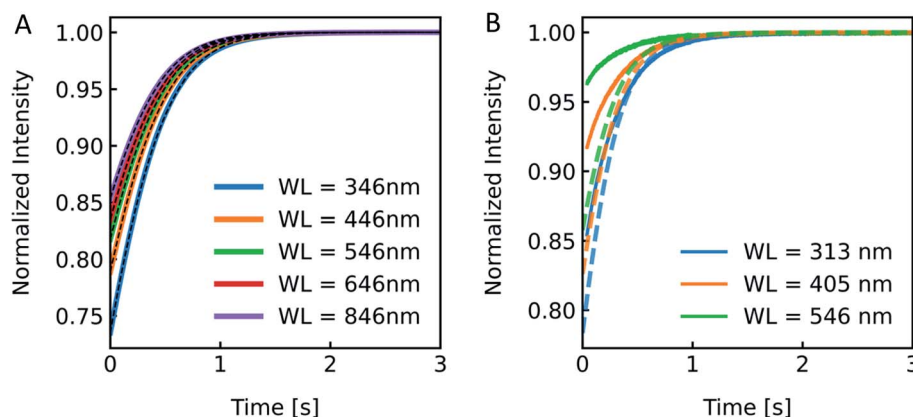 A
Normalized Intensity
1.00
0.95
0.90
0.85
0.80
0.75
WL = 346nm
WL = 446nm
WL = 546nm
WL = 646nm
WL = 846nm
0
1
2
3
Time [s]
B
Normalized Intensity
1.00
0.95
0.90
0.85
0.80
WL = 313 nm
WL = 405 nm
WL = 546 nm
0
1
2
3
Time [s]